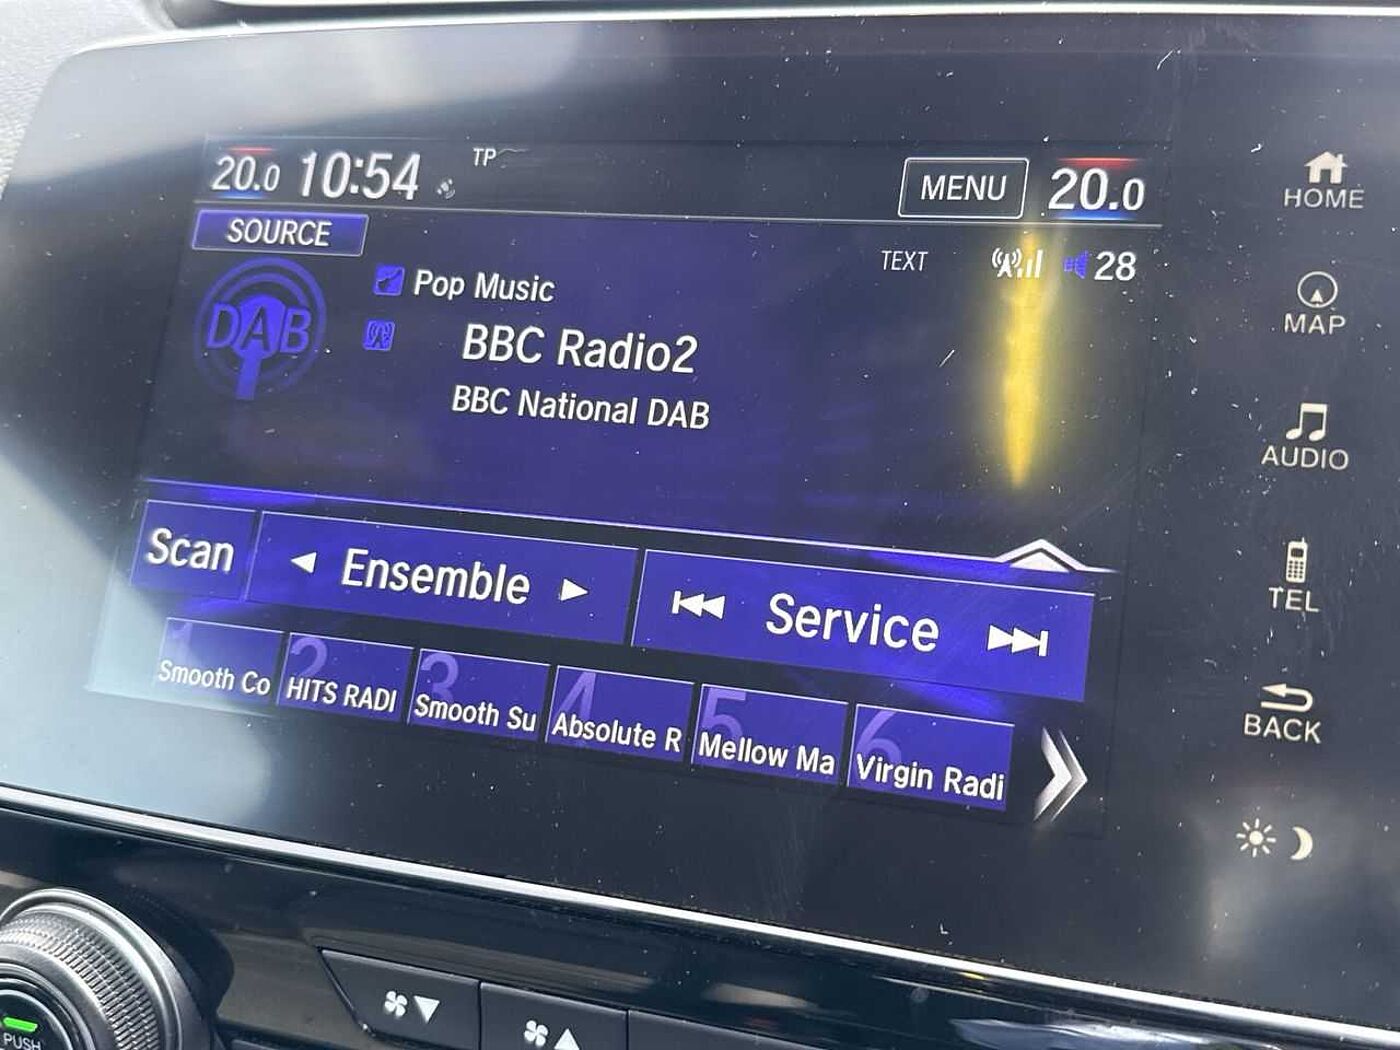 20.0 10:54 TP MENU 20.0
SOURCE
TEXT 28
DAB
Pop Music
BBC Radio2
BBC National DAB
Scan Ensemble Service
1 Smooth Co
2 HITS RADI
3 Smooth Su
4 Absolute R
5 Mellow Ma
6 Virgin Radi
HOME
MAP
AUDIO
TEL
BACK
PUSH